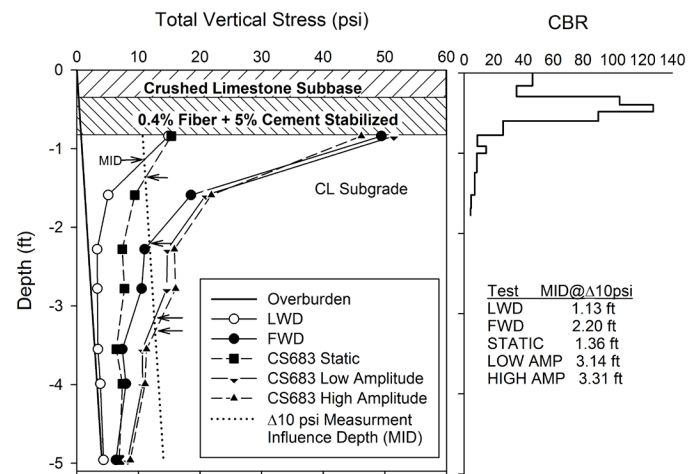 Total Vertical Stress (psi)
0 10 20 30 40 50 60
CBR
0 20 40 60 80 100 120 140
Depth (ft)
0
-1
-2
-3
-4
-5
Crushed Limestone Subbase
0.4% Fiber + 5% Cement Stabilized
MID
CL Subgrade
Overburden
LWD
FWD
CS683 Static
CS683 Low Amplitude
CS683 High Amplitude
Δ10 psi Measurment
Influence Depth (MID)
Test MID@Δ10psi
LWD 1.13 ft
FWD 2.20 ft
STATIC 1.36 ft
LOW AMP 3.14 ft
HIGH AMP 3.31 ft